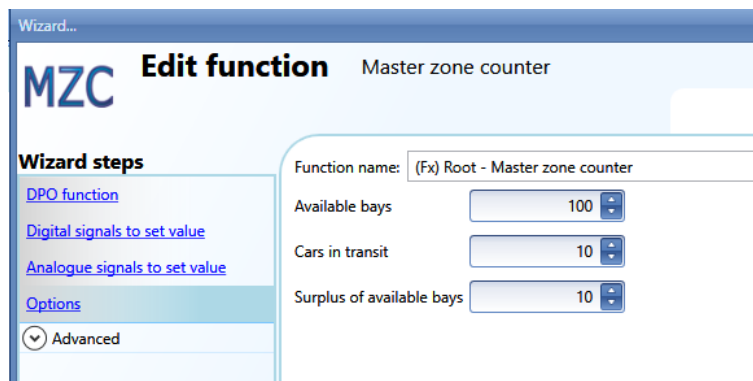 Wizard...
MZC
Edit function Master zone counter
Wizard steps
DPO function
Digital signals to set value
Analogue signals to set value
Options
Advanced
Function name: (Fx) Root - Master zone counter
Available bays 100
Cars in transit 10
Surplus of available bays 10